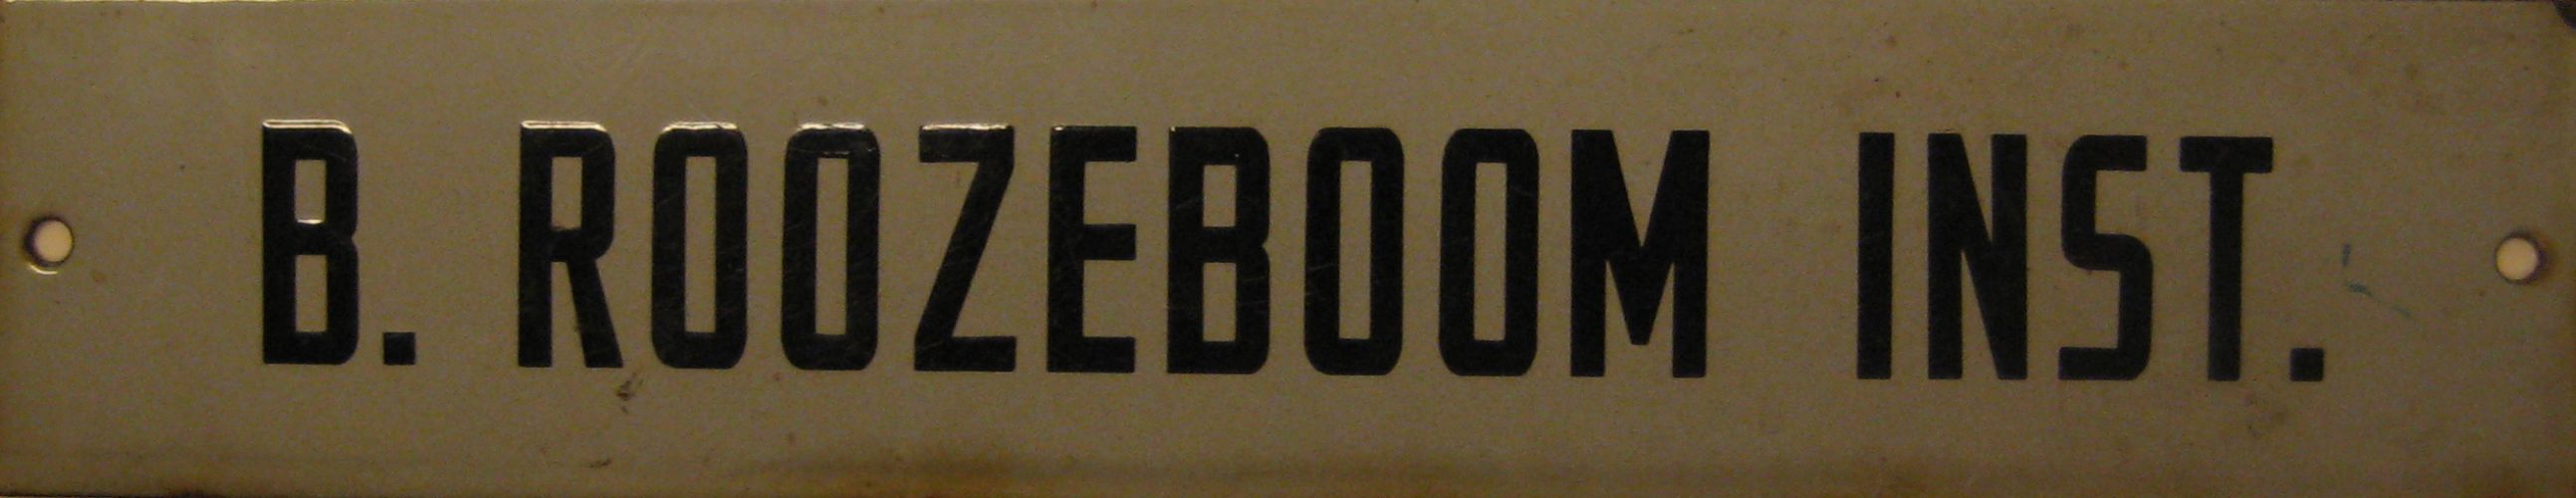 B. ROOZEBOOM INST.